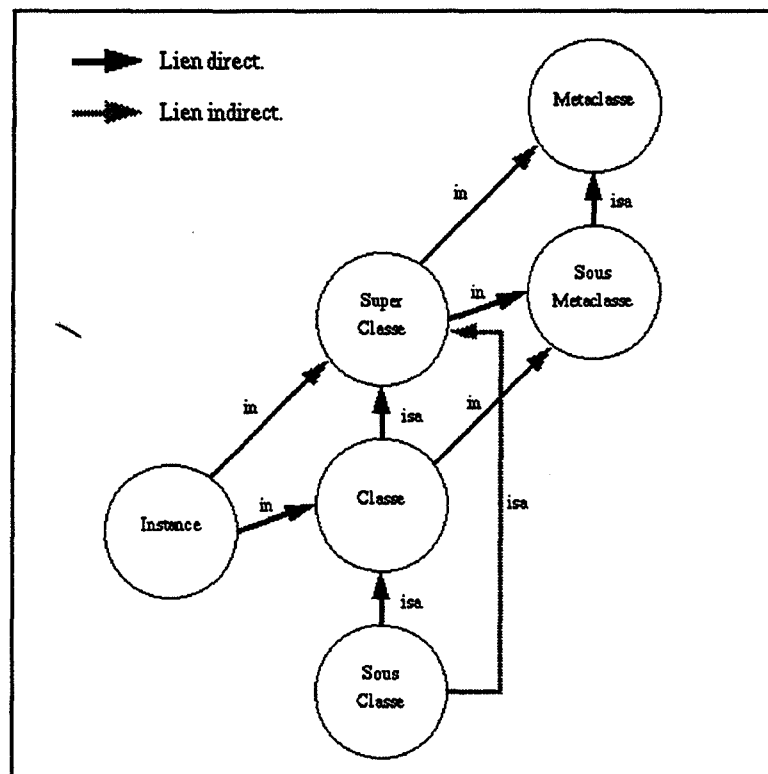 Lien direct.
Lien indirect.
Metaclasse
in
isa
Super
Classe
in
Sous
Metaclasse
in
isa
in
Instance
in
Classe
isa
isa
Sous
Classe